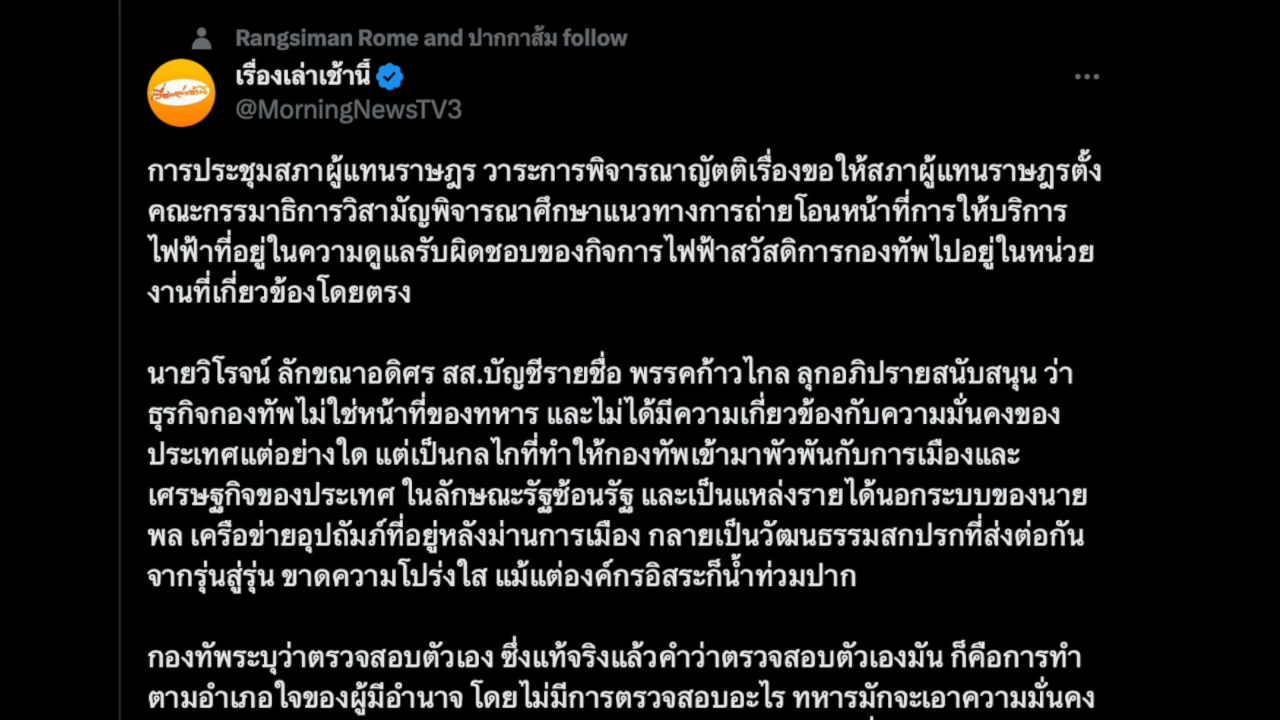 Rangsiman Rome and ปากกาส้ม follow
เรื่องเล่าเช้านี้
@MorningNewsTV3
เรื่องเล่าเช้านี้
การประชุมสภาผู้แทนราษฎร วาระการพิจารณาญัตติเรื่องขอให้สภาผู้แทนราษฎรตั้ง
คณะกรรมาธิการวิสามัญพิจารณาศึกษาแนวทางการถ่ายโอนหน้าที่การให้บริการ
ไฟฟ้าที่อยู่ในความดูแลรับผิดชอบของกิจการไฟฟ้าสวัสดิการกองทัพไปอยู่ในหน่วย
งานที่เกี่ยวข้องโดยตรง
นายวิโรจน์ ลักขณาอดิศร สส.บัญชีรายชื่อ พรรคก้าวไกล ลุกอภิปรายสนับสนุน ว่า
ธุรกิจกองทัพไม่ใช่หน้าที่ของทหาร และไม่ได้มีความเกี่ยวข้องกับความมั่นคงของ
ประเทศแต่อย่างใด แต่เป็นกลไกที่ทำให้กองทัพเข้ามาพัวพันกับการเมืองและ
เศรษฐกิจของประเทศ ในลักษณะรัฐซ้อนรัฐ และเป็นแหล่งรายได้นอกระบบของนาย
พล เครือข่ายอุปถัมภ์ที่อยู่หลังม่านการเมือง กลายเป็นวัฒนธรรมสกปรกที่ส่งต่อกัน
จากรุ่นสู่รุ่น ขาดความโปร่งใส แม้แต่องค์กรอิสระก็น้ำท่วมปาก
กองทัพระบุว่าตรวจสอบตัวเอง ซึ่งแท้จริงแล้วคำว่าตรวจสอบตัวเองมัน ก็คือการทำ
ตามอำเภอใจของผู้มีอำนาจ โดยไม่มีการตรวจสอบอะไร ทหารมักจะเอาความมั่นคง